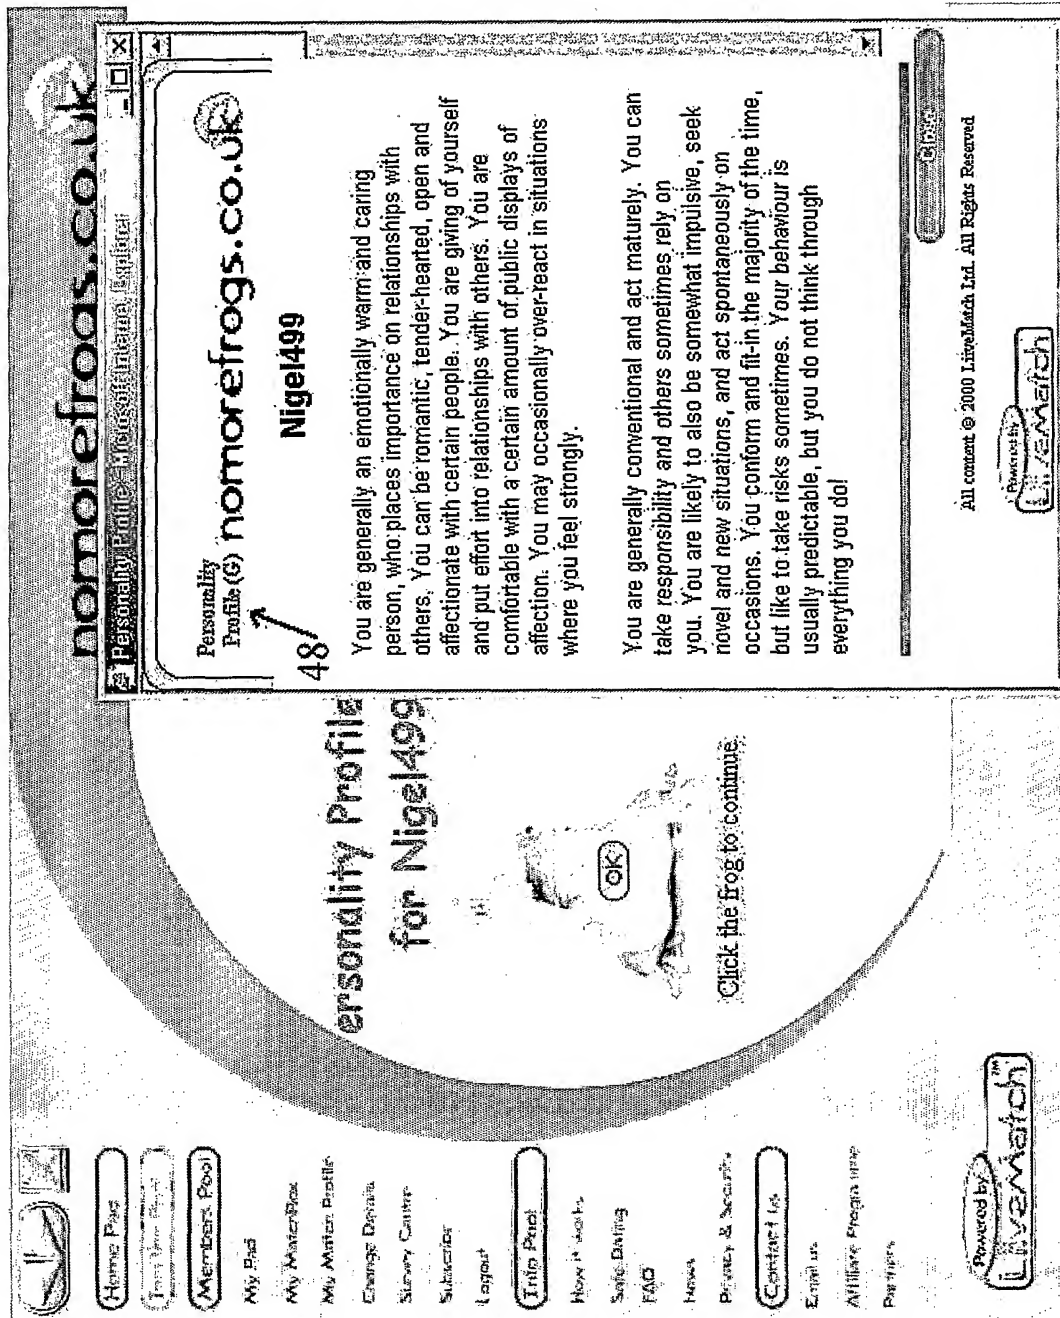 nomorefrogs.co.uk
Personality Profile - Microsoft Internet Explorer
Personality
Profile (G)
nomorefrogs.co.uk
48
Nigel499
You are generally an emotionally warm and caring
person, who places importance on relationships with
others. You can be romantic, tender-hearted, open and
affectionate with certain people. You are giving of yourself
and put effort into relationships with others. You are
comfortable with a certain amount of public displays of
affection. You may occasionally over-react in situations
where you feel strongly.
You are generally conventional and act maturely. You can
take responsibility and others sometimes rely on
you. You are likely to also be somewhat impulsive, seek
novel and new situations, and act spontaneously on
occasions. You conform and fit-in the majority of the time,
but like to take risks sometimes. Your behaviour is
usually predictable, but you do not think through
everything you do!
Close
All content © 2000 LiiveMatch Ltd. All Rights Reserved
Powered by
LiiveMatch
ersonality Profile
for Nigel499
OK
Click the frog to continue
Home Pad
Members Pool
My Pad
My Match Profile
Change Details
Survey Centre
Subscribe
Logout
Info Pool
How it works
Safe Dating
FAQ
News
Privacy & Security
Contact Us
Email us
Affiliate Programme
Partners
Powered by
LiiveMatch™